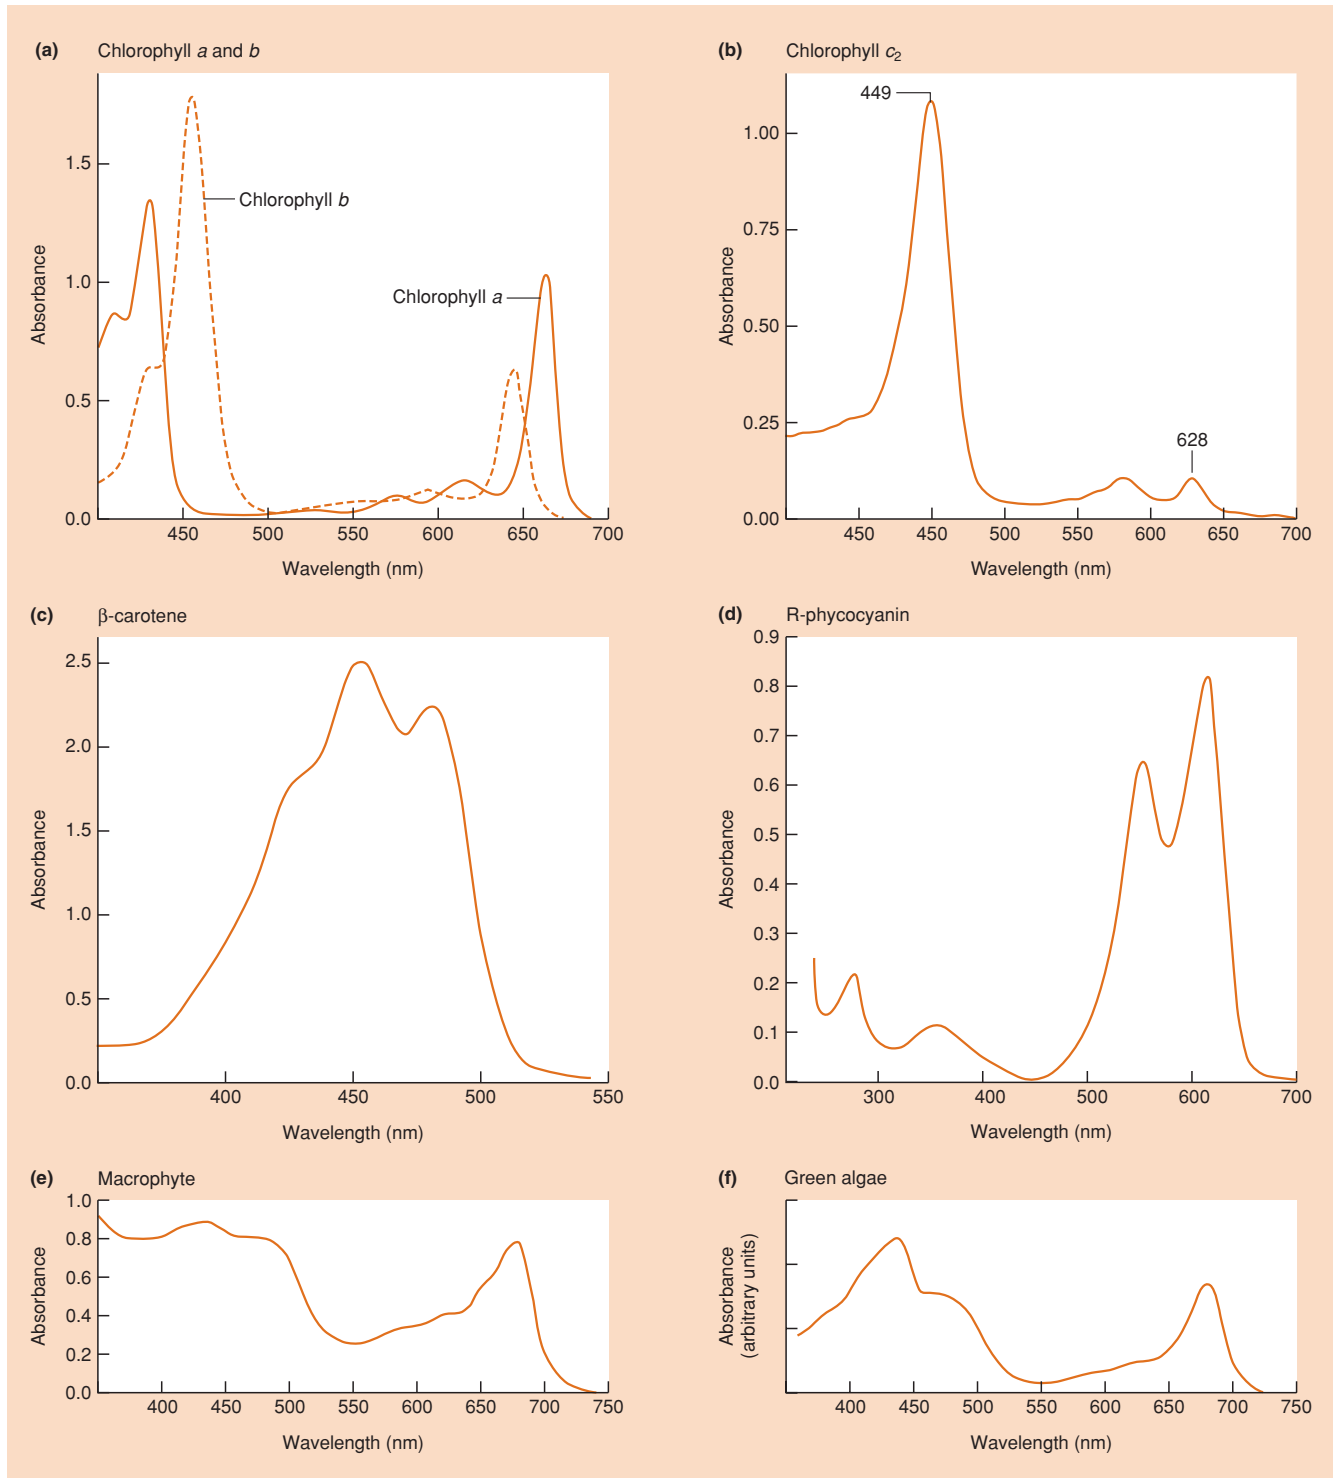 (a) Chlorophyll a and b
1.5
1.0
0.5
0.0
Absorbance
Chlorophyll b
Chlorophyll a
450 500 550 600 650 700
Wavelength (nm)
(b) Chlorophyll c₂
1.00
0.75
0.50
0.25
0.00
Absorbance
449
628
450 450 500 550 600 650 700
Wavelength (nm)
(c) β-carotene
2.5
2.0
1.5
1.0
0.5
0.0
Absorbance
400 450 500 550
Wavelength (nm)
(d) R-phycocyanin
0.9
0.8
0.7
0.6
0.5
0.4
0.3
0.2
0.1
0.0
Absorbance
300 400 500 600 700
Wavelength (nm)
(e) Macrophyte
1.0
0.8
0.6
0.4
0.2
0.0
Absorbance
400 450 500 550 600 650 700 750
Wavelength (nm)
(f) Green algae
Absorbance
(arbitrary units)
400 450 500 550 600 650 700 750
Wavelength (nm)